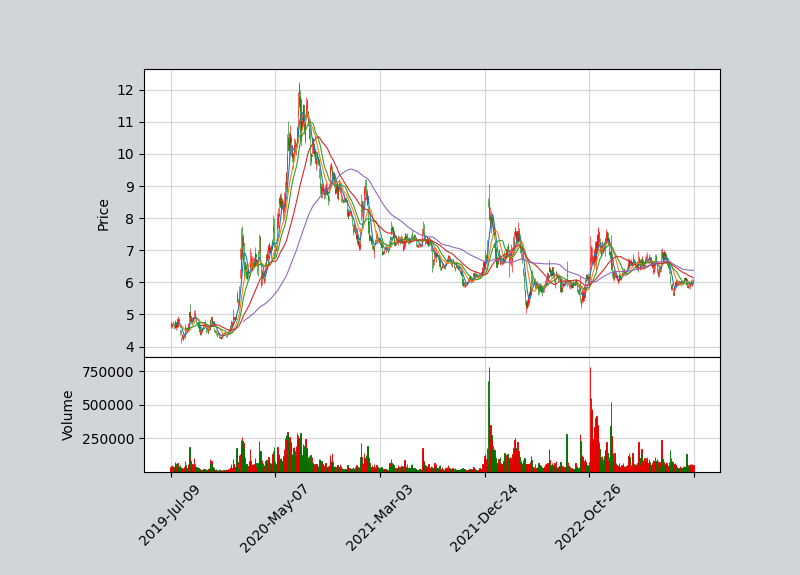 12
11
10
9
8
7
6
5
4
Price
750000
500000
250000
Volume
2019-Jul-09
2020-May-07
2021-Mar-03
2021-Dec-24
2022-Oct-26